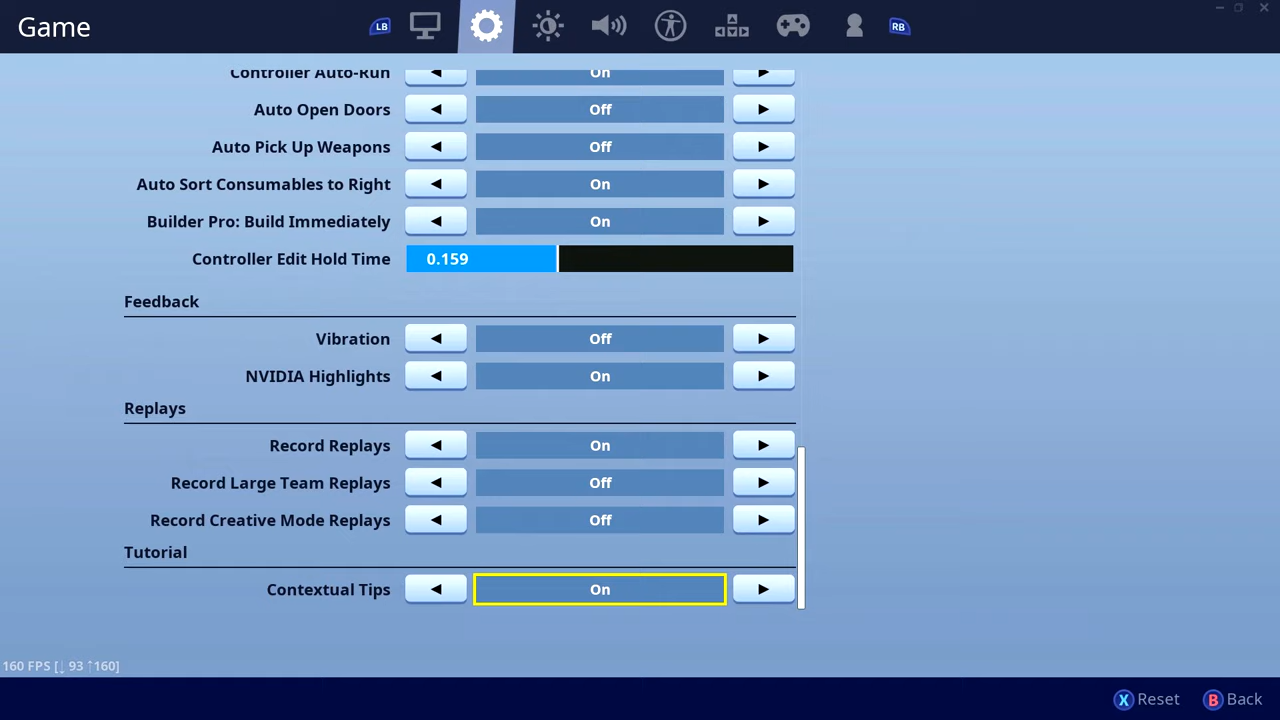 Game
LB
RB
Controller Auto-Run On
Auto Open Doors Off
Auto Pick Up Weapons Off
Auto Sort Consumables to Right On
Builder Pro: Build Immediately On
Controller Edit Hold Time 0.159
Feedback
Vibration Off
NVIDIA Highlights On
Replays
Record Replays On
Record Large Team Replays Off
Record Creative Mode Replays Off
Tutorial
Contextual Tips On
160 FPS [↓ 93 ↑160]
X Reset B Back